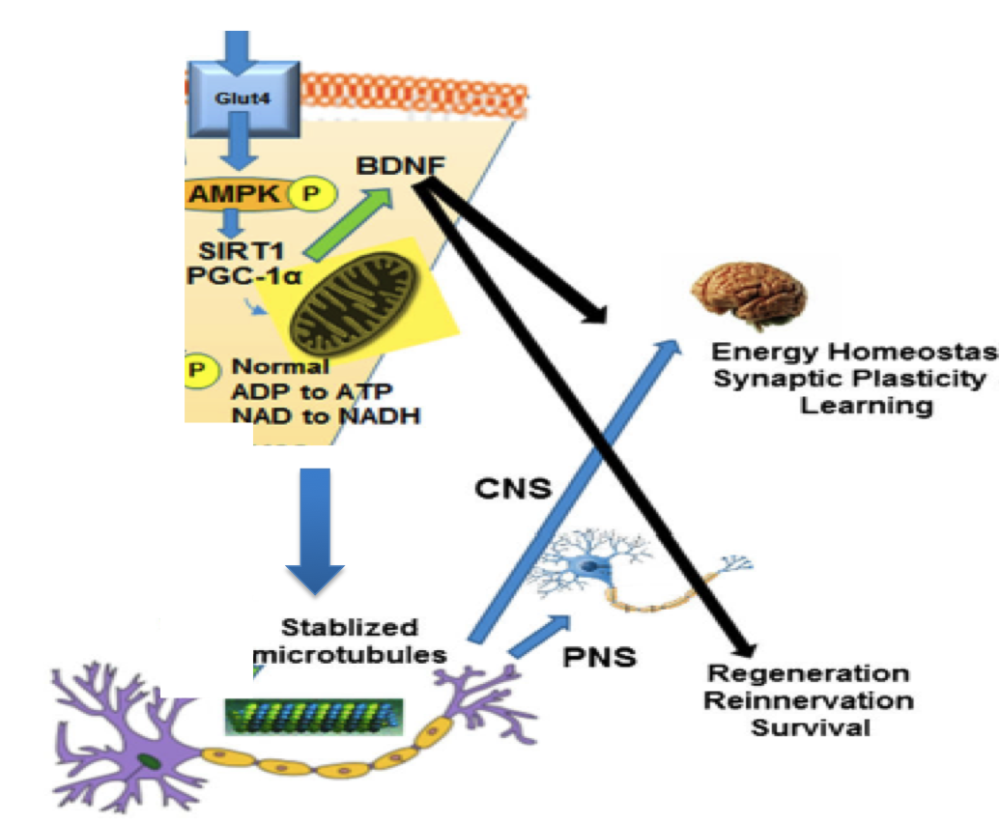 Glut4
BDNF
AMPK P
SIRT1
PGC-1α
P Normal
ADP to ATP
NAD to NADH
Energy Homeostas
Synaptic Plasticity
Learning
CNS
Stablized
microtubules
PNS
Regeneration
Reinnervation
Survival